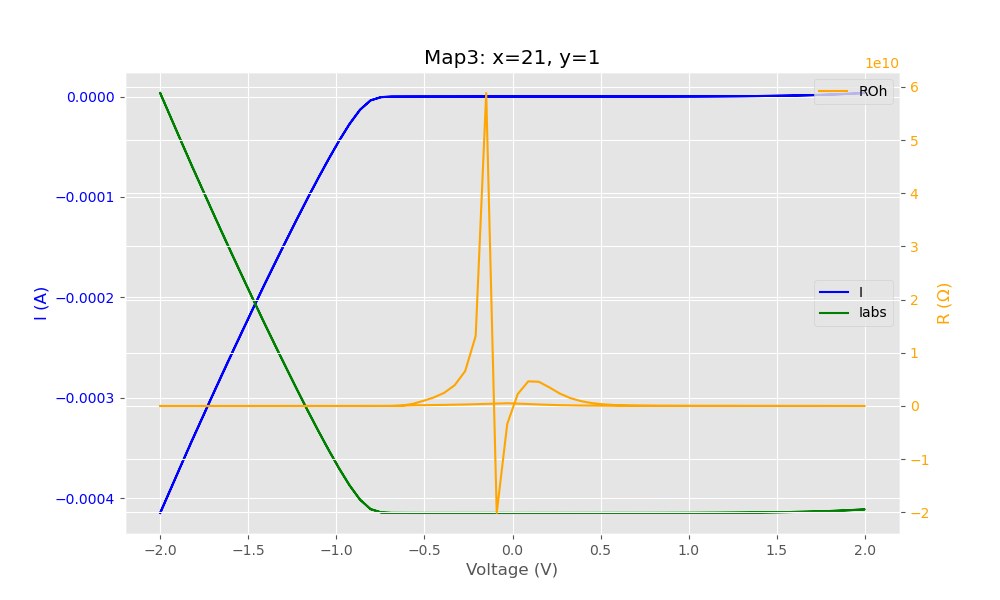 Map3: x=21, y=1
1e10
0.0000
−0.0001
−0.0002
−0.0003
−0.0004
I (A)
ROh
I
Iabs
6
5
4
3
2
1
0
−1
−2
R (Ω)
−2.0 −1.5 −1.0 −0.5 0.0 0.5 1.0 1.5 2.0
Voltage (V)